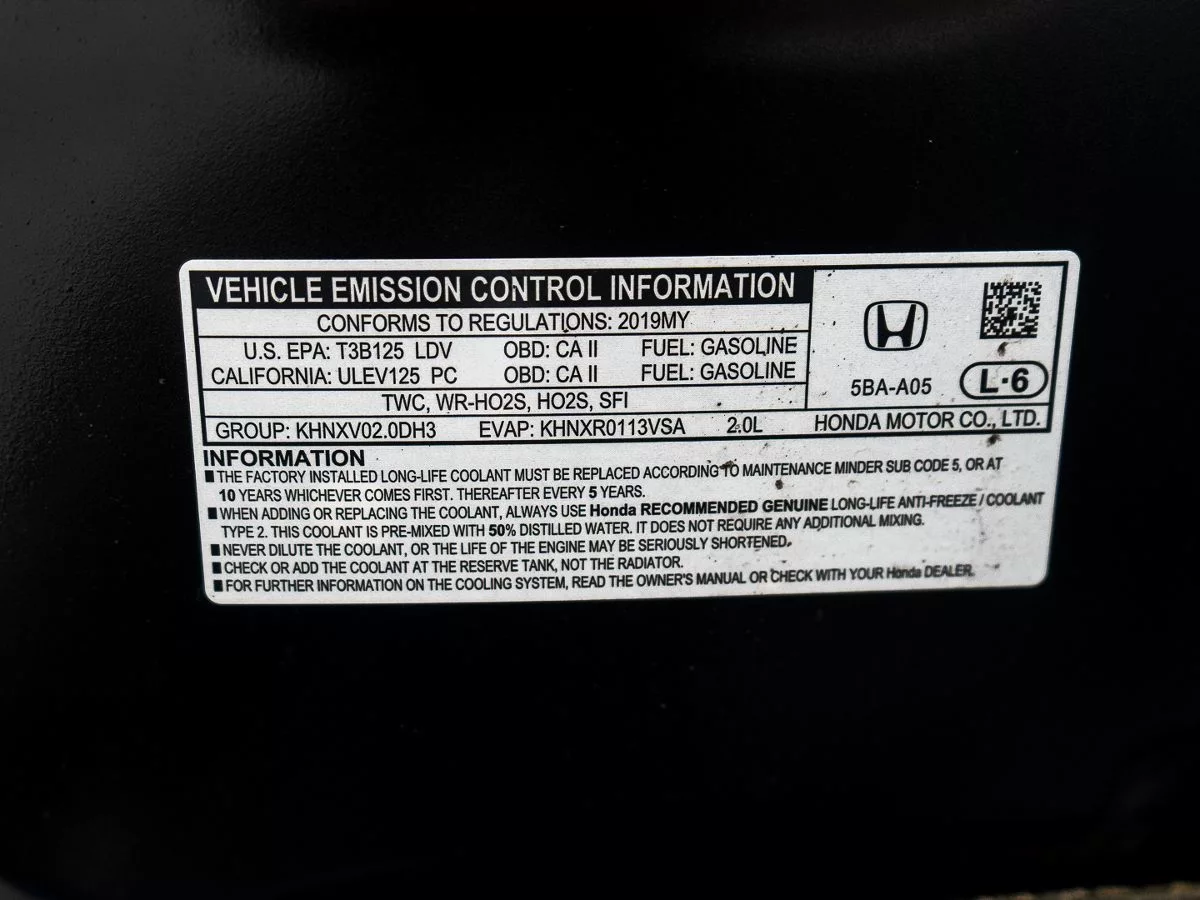 VEHICLE EMISSION CONTROL INFORMATION
CONFORMS TO REGULATIONS: 2019MY
U.S. EPA: T3B125 LDV OBD: CA II FUEL: GASOLINE
CALIFORNIA: ULEV125 PC OBD: CA II FUEL: GASOLINE
TWC, WR-HO2S, HO2S, SFI
GROUP: KHNXV02.0DH3 EVAP: KHNXR0113VSA 2.0L
5BA-A05 L·6
HONDA MOTOR CO., LTD.
INFORMATION
■ THE FACTORY INSTALLED LONG-LIFE COOLANT MUST BE REPLACED ACCORDING TO MAINTENANCE MINDER SUB CODE 5, OR AT
10 YEARS WHICHEVER COMES FIRST. THEREAFTER EVERY 5 YEARS.
■ WHEN ADDING OR REPLACING THE COOLANT, ALWAYS USE Honda RECOMMENDED GENUINE LONG-LIFE ANTI-FREEZE / COOLANT
TYPE 2. THIS COOLANT IS PRE-MIXED WITH 50% DISTILLED WATER. IT DOES NOT REQUIRE ANY ADDITIONAL MIXING.
■ NEVER DILUTE THE COOLANT, OR THE LIFE OF THE ENGINE MAY BE SERIOUSLY SHORTENED.
■ CHECK OR ADD THE COOLANT AT THE RESERVE TANK, NOT THE RADIATOR.
■ FOR FURTHER INFORMATION ON THE COOLING SYSTEM, READ THE OWNER'S MANUAL OR CHECK WITH YOUR Honda DEALER.